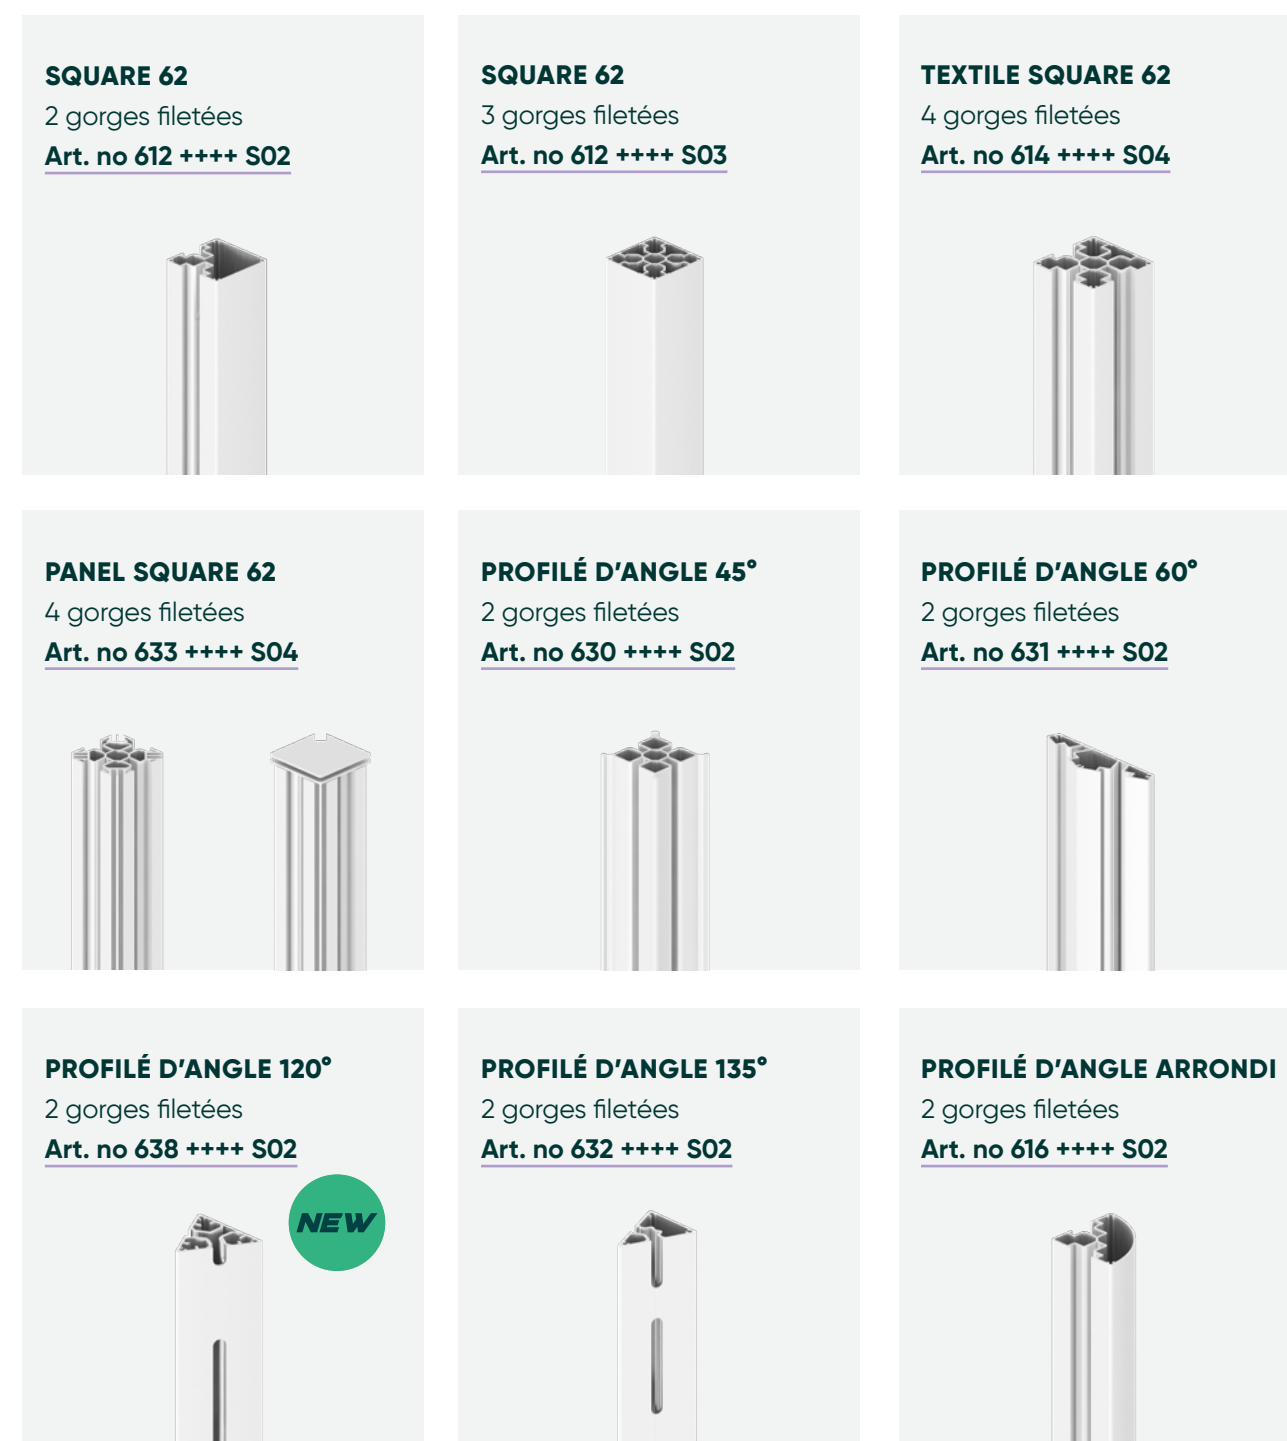 SQUARE 62
2 gorges filetées
Art. no 612 ++++ S02
SQUARE 62
3 gorges filetées
Art. no 612 ++++ S03
TEXTILE SQUARE 62
4 gorges filetées
Art. no 614 ++++ S04
PANEL SQUARE 62
4 gorges filetées
Art. no 633 ++++ S04
PROFILÉ D’ANGLE 45°
2 gorges filetées
Art. no 630 ++++ S02
PROFILÉ D’ANGLE 60°
2 gorges filetées
Art. no 631 ++++ S02
PROFILÉ D’ANGLE 120°
2 gorges filetées
Art. no 638 ++++ S02
NEW
PROFILÉ D’ANGLE 135°
2 gorges filetées
Art. no 632 ++++ S02
PROFILÉ D’ANGLE ARRONDI
2 gorges filetées
Art. no 616 ++++ S02